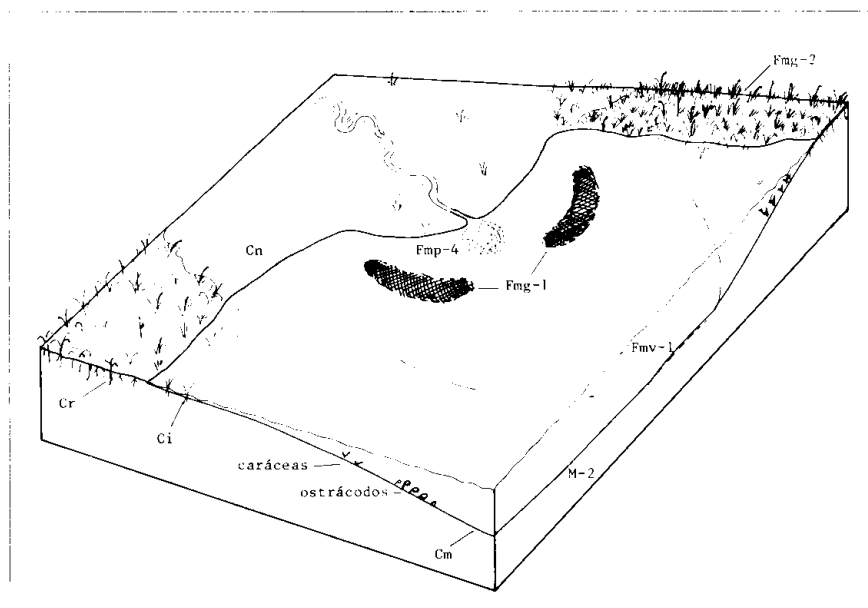 Fmg-2
Cn
Fmp-4
Fmg-1
Fmv-1
Cr
Ci
caráceas
M-2
ostrácodos
Cm